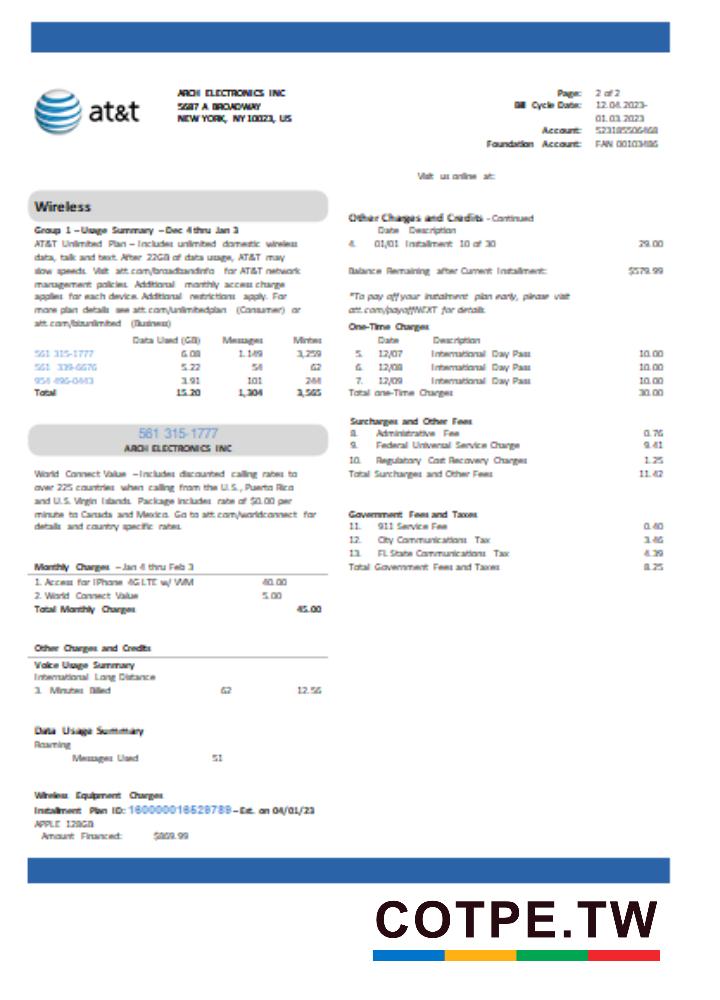 at&t
ARCH ELECTRONICS INC
5687 A BROADWAY
NEW YORK, NY 10023, US
Page: 2 of 2
Bill Cycle Date: 12.04.2023-
01.03.2023
Account: 523185506468
Foundation Account: FAN 00103486
Visit us online at:
Wireless
Group 1 – Usage Summary – Dec 4 thru Jan 3
AT&T Unlimited Plan – Includes unlimited domestic wireless
data, talk and text. After 22GB of data usage, AT&T may
slow speeds. Visit att.com/broadbandinfo for AT&T network
management policies. Additional monthly access charge
applies for each device. Additional restrictions apply. For
more plan details see att.com/unlimitedplan (Consumer) or
att.com/bizunlimited (Business)
Data Used (GB) Messages Mintes
561 315-1777 6.08 1.149 3,259
561 339-6676 5.22 54 62
954 496-0443 3.91 101 244
Total 15.20 1,304 3,565
561 315-1777
ARCH ELECTRONICS INC
World Connect Value – Includes discounted calling rates to
over 225 countries when calling from the U.S., Puerto Rico
and U.S. Virgin Islands. Package includes rate of $0.00 per
minute to Canada and Mexico. Go to att.com/worldconnect for
details and country specific rates.
Monthly Charges – Jan 4 thru Feb 3
1. Access for iPhone 4G LTE w/ VVM 40.00
2. World Connect Value 5.00
Total Monthly Charges 45.00
Other Charges and Credits
Voice Usage Summary
International Long Distance
3. Minutes Billed 62 12.56
Data Usage Summary
Roaming
Messages Used 51
Wireless Equipment Charges
Installment Plan ID: 160000016529789 – Est. on 04/01/23
APPLE 128GB
Amount Financed: $869.99
Other Charges and Credits - Continued
Date Description
4. 01/01 Installment 10 of 30 29.00
Balance Remaining after Current Installment: $579.99
*To pay off your instalment plan early, please visit
att.com/payoffNEXT for details.
One-Time Charges
Date Description
5. 12/07 International Day Pass 10.00
6. 12/08 International Day Pass 10.00
7. 12/09 International Day Pass 10.00
Total one-Time Charges 30.00
Surcharges and Other Fees
8. Administrative Fee 0.76
9. Federal Universal Service Charge 9.41
10. Regulatory Cost Recovery Charges 1.25
Total Surcharges and Other Fees 11.42
Government Fees and Taxes
11. 911 Service Fee 0.40
12. City Communications Tax 3.46
13. FL State Communications Tax 4.39
Total Government Fees and Taxes 8.25
COTPE.TW